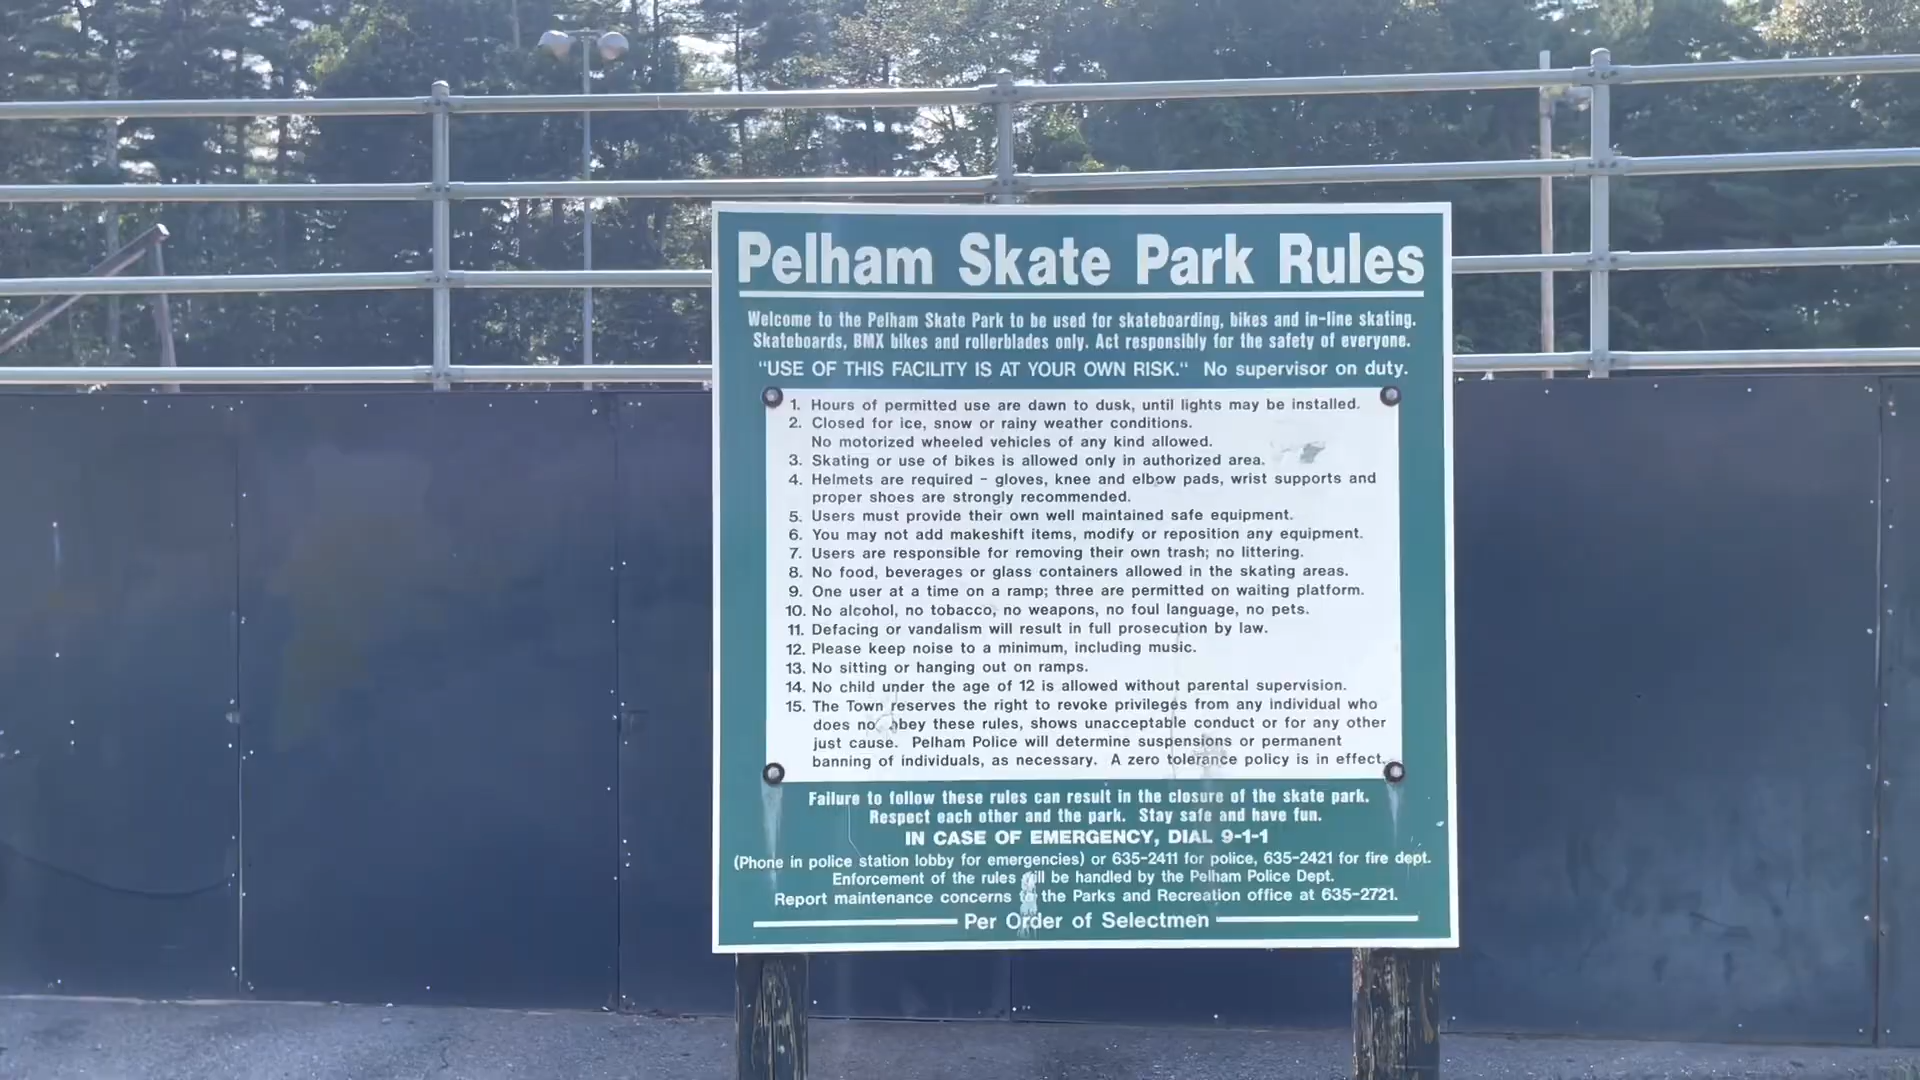 Pelham Skate Park Rules
Welcome to the Pelham Skate Park to be used for skateboarding, bikes and in-line skating.
Skateboards, BMX bikes and rollerblades only. Act responsibly for the safety of everyone.
"USE OF THIS FACILITY IS AT YOUR OWN RISK." No supervisor on duty.
1. Hours of permitted use are dawn to dusk, until lights may be installed.
2. Closed for ice, snow or rainy weather conditions.
No motorized wheeled vehicles of any kind allowed.
3. Skating or use of bikes is allowed only in authorized area.
4. Helmets are required - gloves, knee and elbow pads, wrist supports and
proper shoes are strongly recommended.
5. Users must provide their own well maintained safe equipment.
6. You may not add makeshift items, modify or reposition any equipment.
7. Users are responsible for removing their own trash; no littering.
8. No food, beverages or glass containers allowed in the skating areas.
9. One user at a time on a ramp; three are permitted on waiting platform.
10. No alcohol, no tobacco, no weapons, no foul language, no pets.
11. Defacing or vandalism will result in full prosecution by law.
12. Please keep noise to a minimum, including music.
13. No sitting or hanging out on ramps.
14. No child under the age of 12 is allowed without parental supervision.
15. The Town reserves the right to revoke privileges from any individual who
does not obey these rules, shows unacceptable conduct or for any other
just cause. Pelham Police will determine suspensions or permanent
banning of individuals, as necessary. A zero tolerance policy is in effect.
Failure to follow these rules can result in the closure of the skate park.
Respect each other and the park. Stay safe and have fun.
IN CASE OF EMERGENCY, DIAL 9-1-1
(Phone in police station lobby for emergencies) or 635-2411 for police, 635-2421 for fire dept.
Enforcement of the rules will be handled by the Pelham Police Dept.
Report maintenance concerns to the Parks and Recreation office at 635-2721.
Per Order of Selectmen